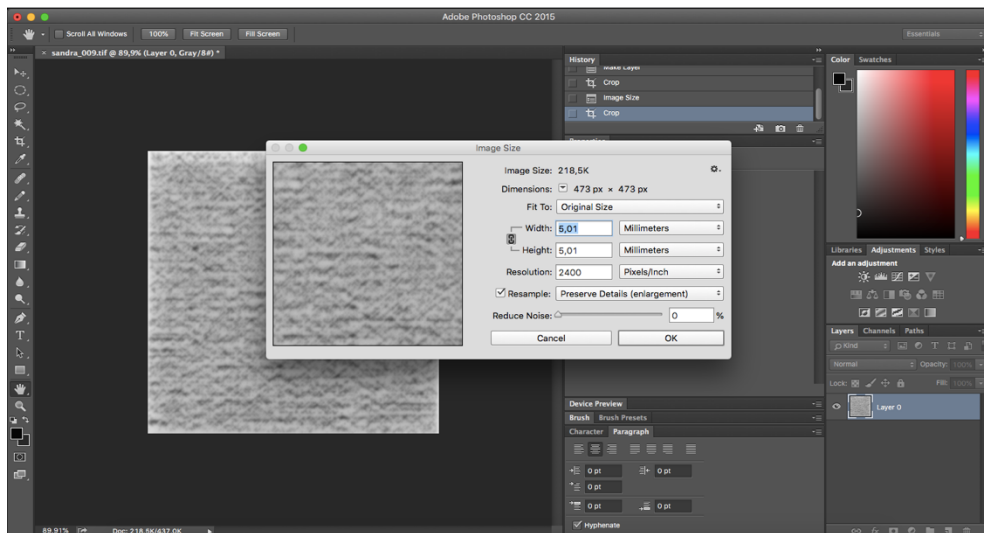 Adobe Photoshop CC 2015
Scroll All Windows 100% Fit Screen Fill Screen
Essentials
× sandra_009.tif @ 89,9% (Layer 0, Gray/8#) *
History
Make Layer
Crop
Image Size
Crop
Image Size
Image Size: 218,5K
Dimensions: 473 px × 473 px
Fit To: Original Size
Width: 5,01 Millimeters
Height: 5,01 Millimeters
Resolution: 2400 Pixels/Inch
Resample: Preserve Details (enlargement)
Reduce Noise: 0 %
Cancel OK
Device Preview
Brush Brush Presets
Character Paragraph
0 pt 0 pt
0 pt
0 pt 0 pt
Hyphenate
Color Swatches
Libraries Adjustments Styles
Add an adjustment
Layers Channels Paths
Kind
Normal Opacity: 100%
Lock: Fill: 100%
Layer 0
89,91% Doc: 218,5K/437,0K